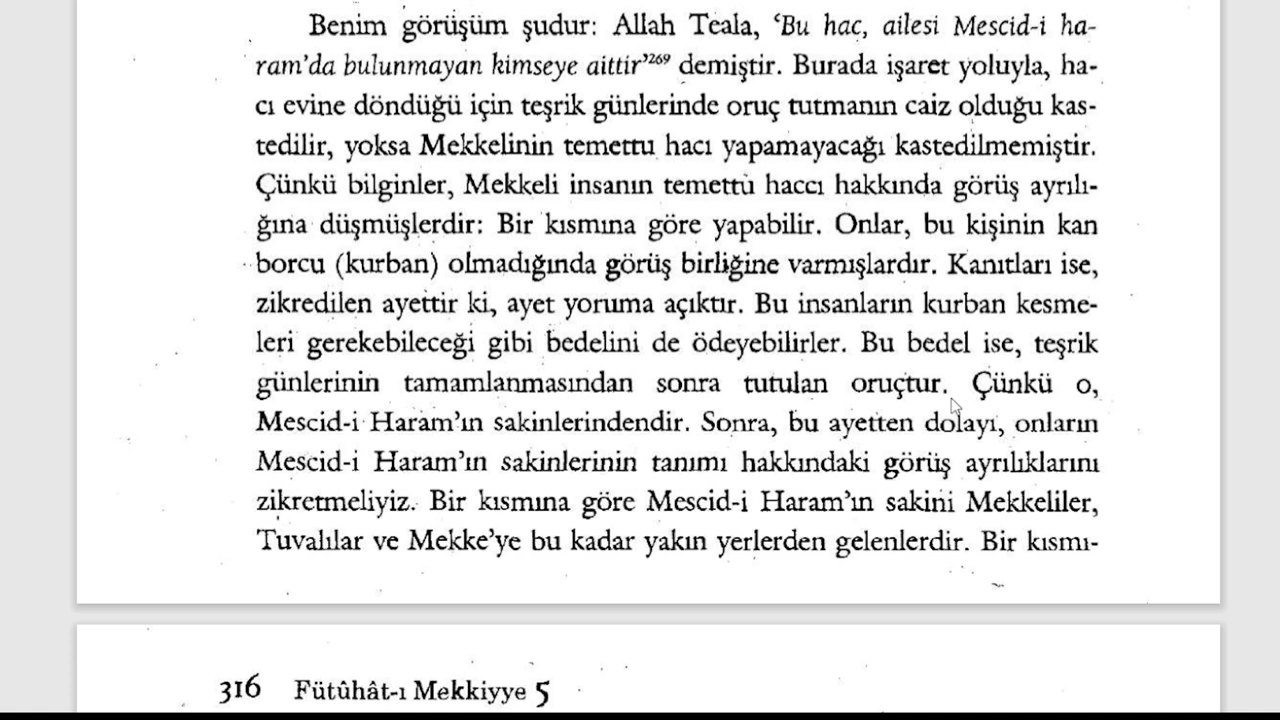 Benim görüşüm şudur: Allah Teala, ‘Bu hac, ailesi Mescid-i ha-
ram’da bulunmayan kimseye aittir’²⁶⁹ demiştir. Burada işaret yoluyla, ha-
cı evine döndüğü için teşrik günlerinde oruç tutmanın caiz olduğu kas-
tedilir, yoksa Mekkelinin temettu hacı yapamayacağı kastedilmemiştir.
Çünkü bilginler, Mekkeli insanın temettu haccı hakkında görüş ayrılı-
ğına düşmüşlerdir: Bir kısmına göre yapabilir. Onlar, bu kişinin kan
borcu (kurban) olmadığında görüş birliğine varmışlardır. Kanıtları ise,
zikredilen ayettir ki, ayet yoruma açıktır. Bu insanların kurban kesme-
leri gerekebileceği gibi bedelini de ödeyebilirler. Bu bedel ise, teşrik
günlerinin tamamlanmasından sonra tutulan oruçtur. Çünkü o,
Mescid-i Haram’ın sakinlerindendir. Sonra, bu ayetten dolayı, onların
Mescid-i Haram’ın sakinlerinin tanımı hakkındaki görüş ayrılıklarını
zikretmeliyiz. Bir kısmına göre Mescid-i Haram’ın sakini Mekkeliler,
Tuvalılar ve Mekke’ye bu kadar yakın yerlerden gelenlerdir. Bir kısmı-
316 Fütûhât-ı Mekkiyye 5